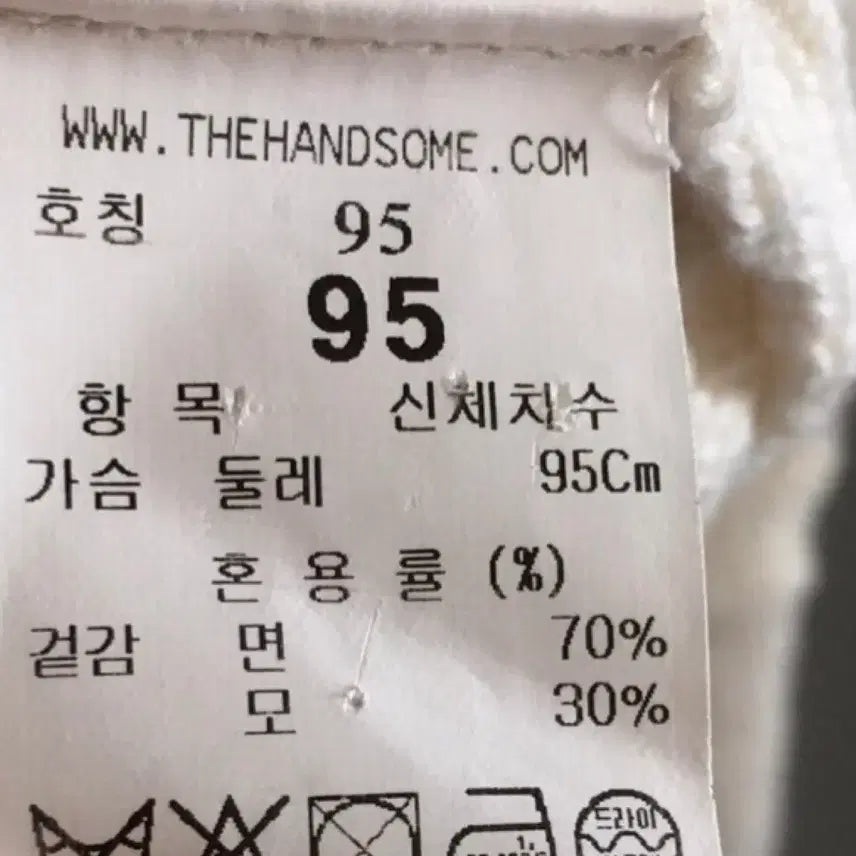 WWW.THEHANDSOME.COM
호칭 95
95
항 목 신체치수
가슴 둘레 95Cm
혼 용 률 (%)
겉감 면 70%
모 30%
드라이